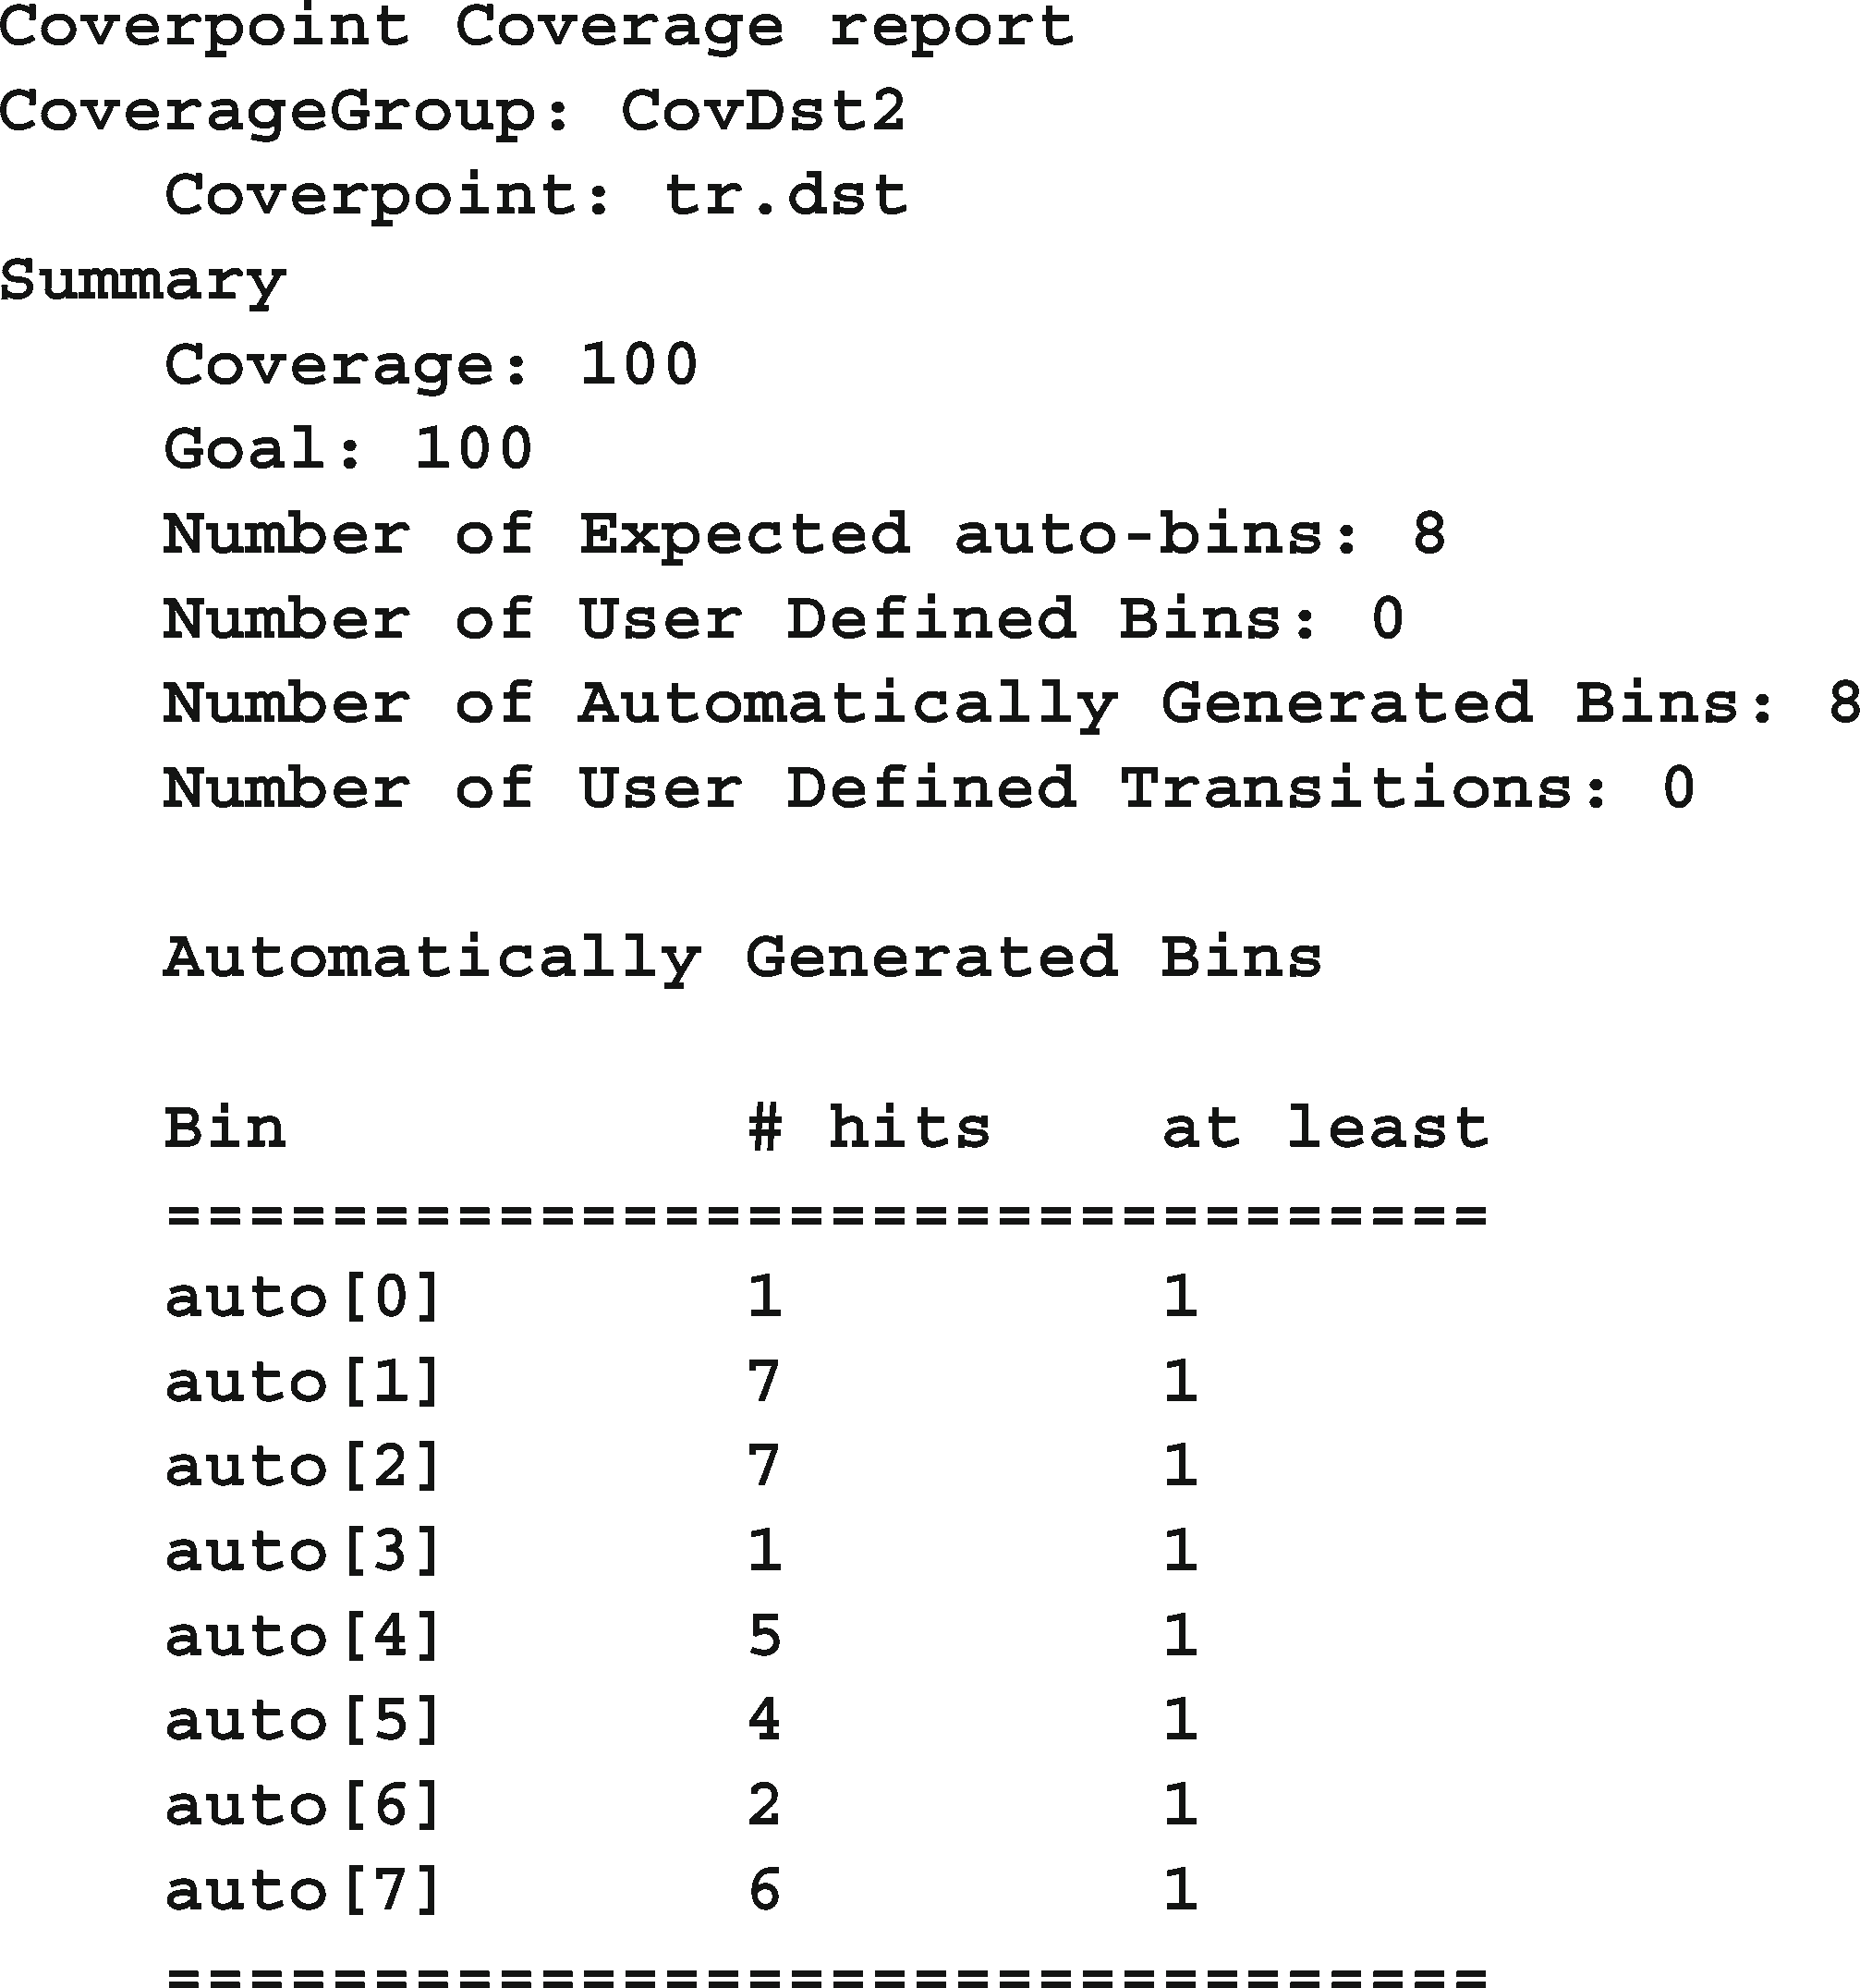 Coverpoint Coverage report
CoverageGroup: CovDst2
    Coverpoint: tr.dst
Summary
    Coverage: 100
    Goal: 100
    Number of Expected auto-bins: 8
    Number of User Defined Bins: 0
    Number of Automatically Generated Bins: 8
    Number of User Defined Transitions: 0

    Automatically Generated Bins

    Bin           # hits    at least
    ================================
    auto[0]       1         1
    auto[1]       7         1
    auto[2]       7         1
    auto[3]       1         1
    auto[4]       5         1
    auto[5]       4         1
    auto[6]       2         1
    auto[7]       6         1
    ================================